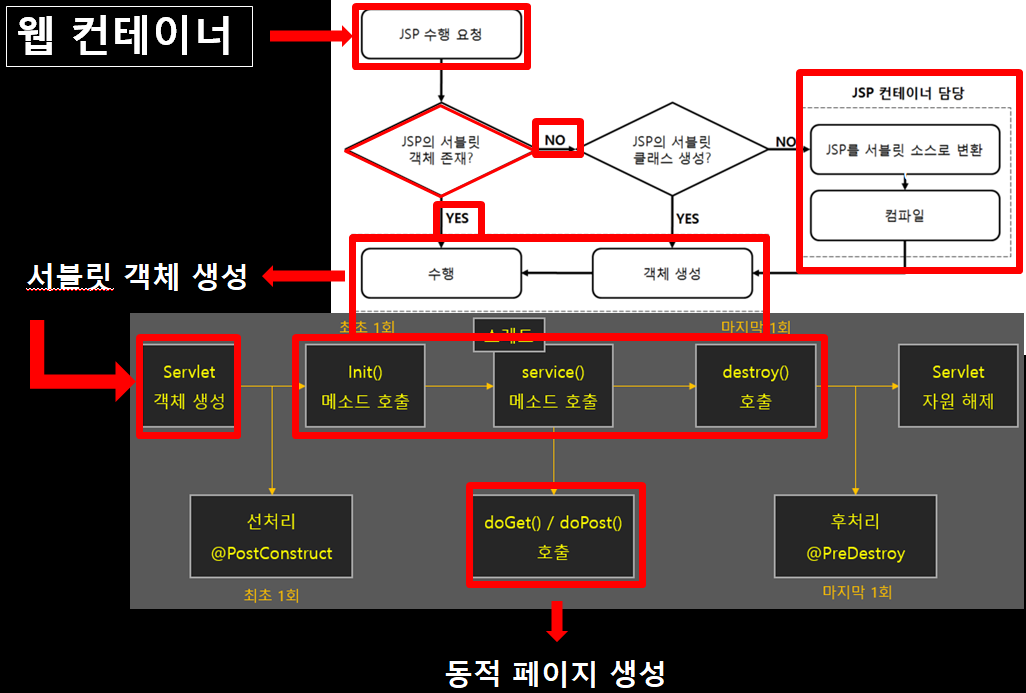 웹 컨테이너
JSP 수행 요청
JSP의 서블릿
객체 존재?
NO
JSP의 서블릿
클래스 생성?
NO
JSP 컨테이너 담당
JSP를 서블릿 소스로 변환
컴파일
YES
YES
수행
객체 생성
서블릿 객체 생성
최초 1회
마지막 1회
Servlet
객체 생성
Init()
메소드 호출
service()
메소드 호출
destroy()
호출
Servlet
자원 해제
선처리
@PostConstruct
최초 1회
doGet() / doPost()
호출
후처리
@PreDestroy
마지막 1회
동적 페이지 생성